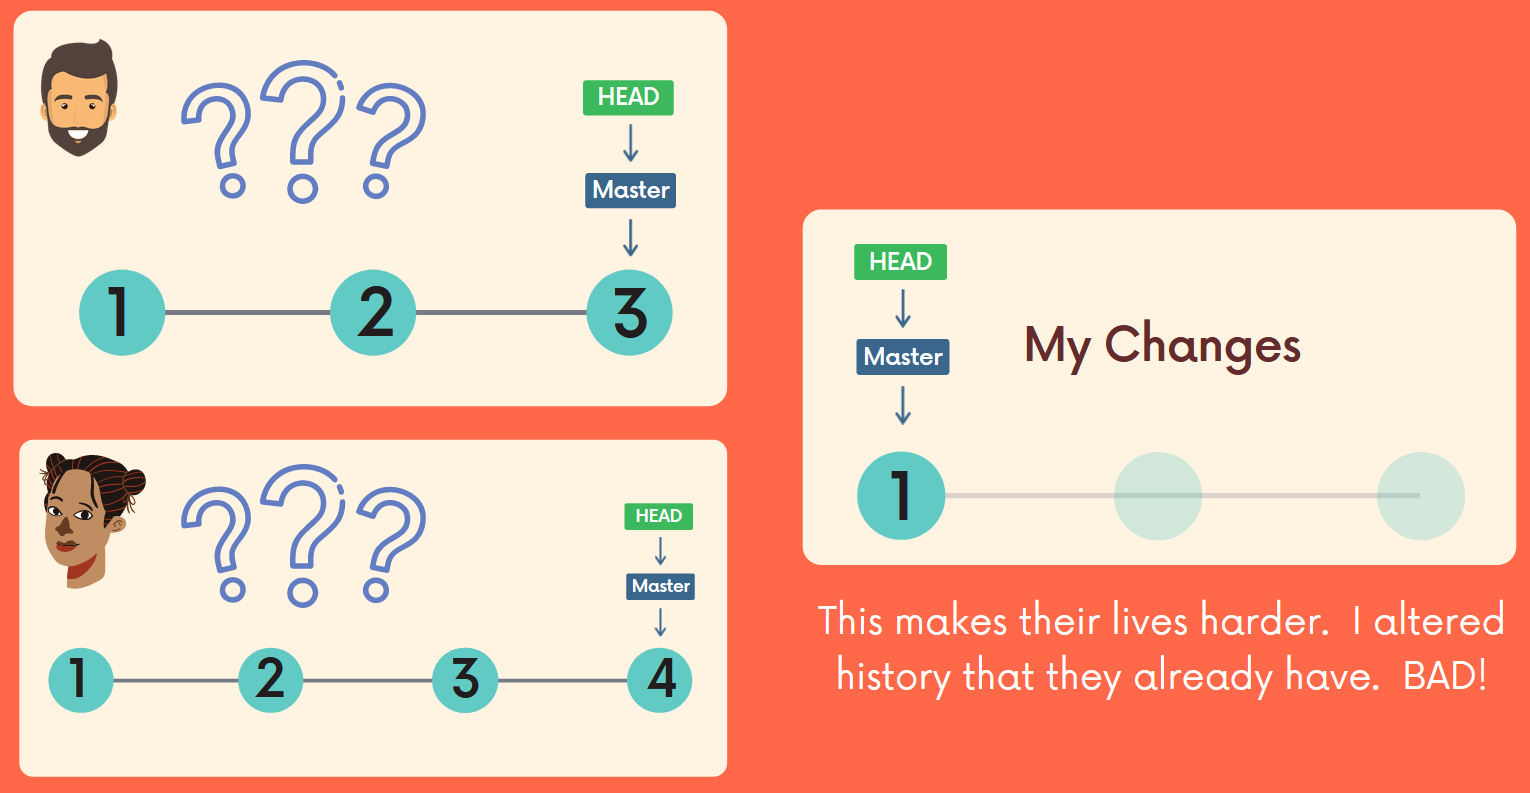 ???
HEAD
Master
1 2 3
???
HEAD
Master
1 2 3 4
HEAD
Master
My Changes
1
This makes their lives harder. I altered
history that they already have. BAD!